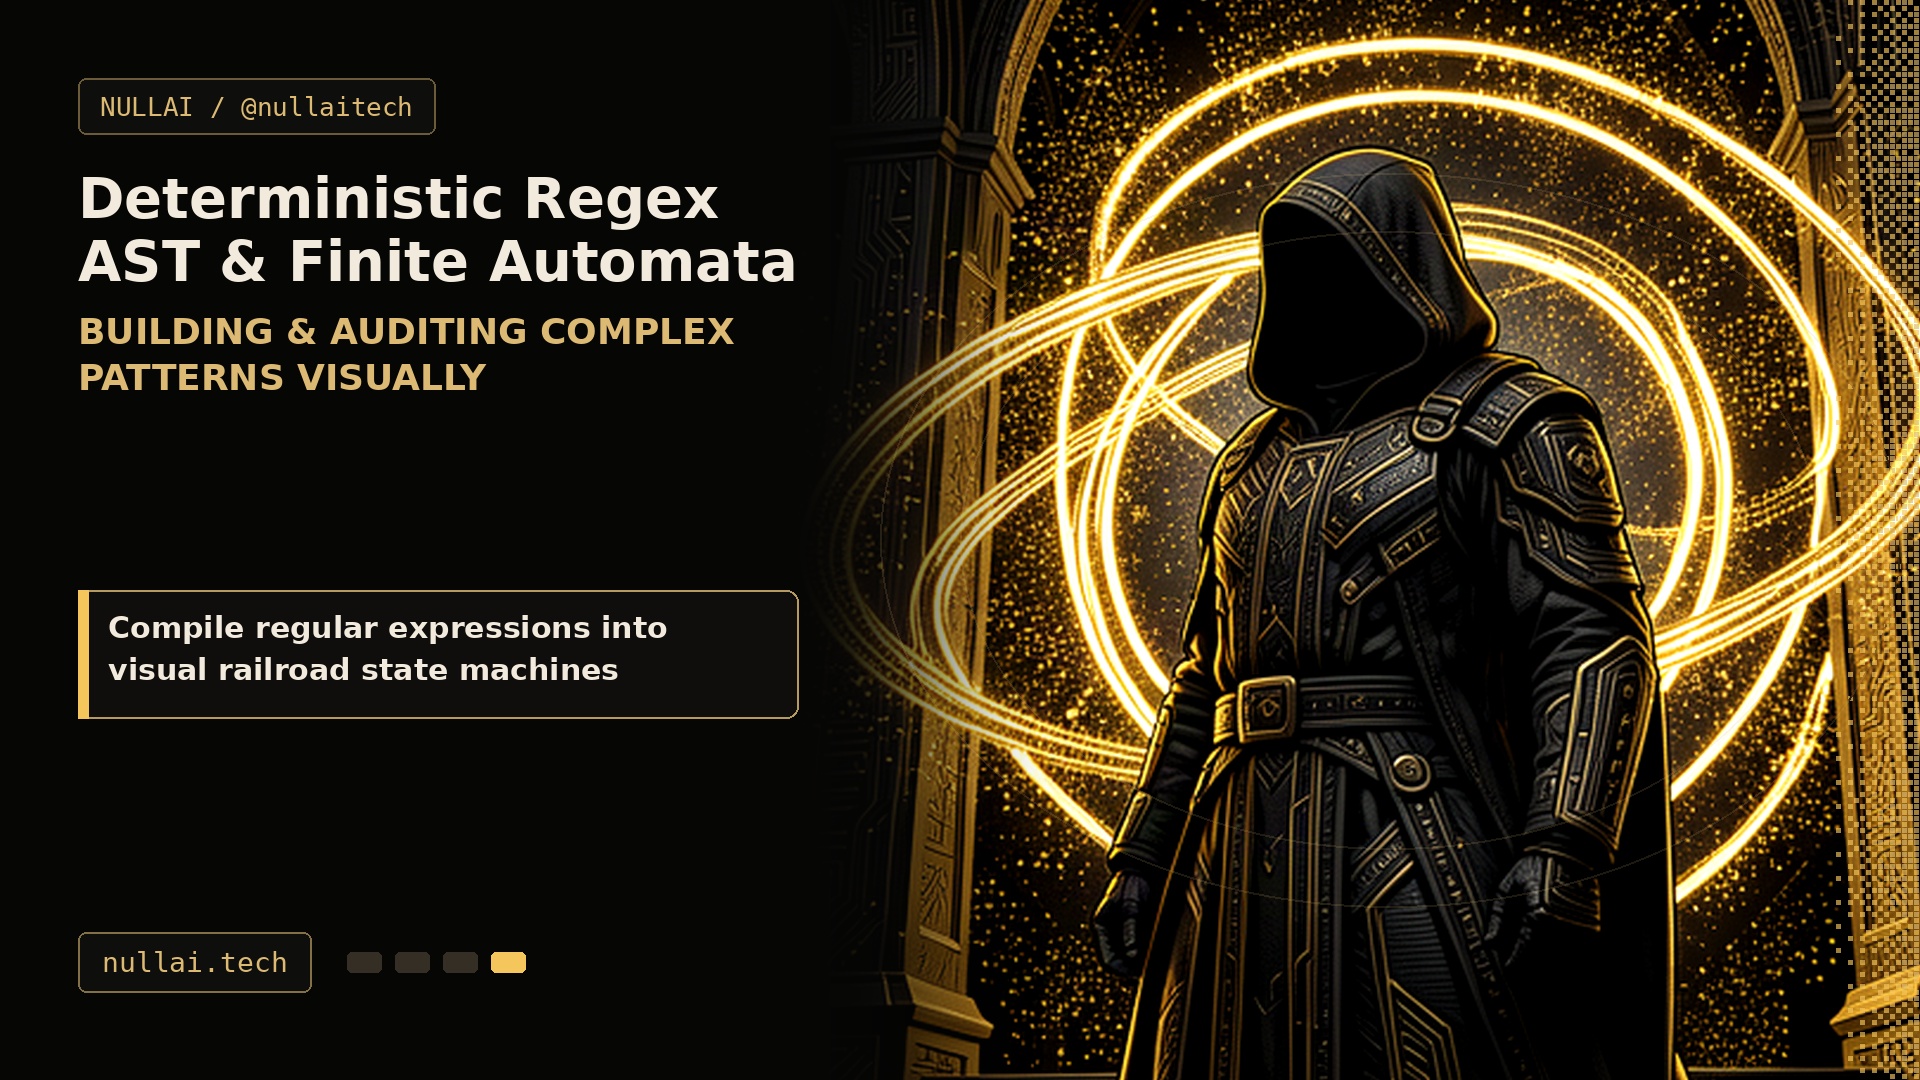 NULLAI / @nullaitech
Deterministic Regex
AST & Finite Automata
BUILDING & AUDITING COMPLEX
PATTERNS VISUALLY
Compile regular expressions into
visual railroad state machines
nullai.tech